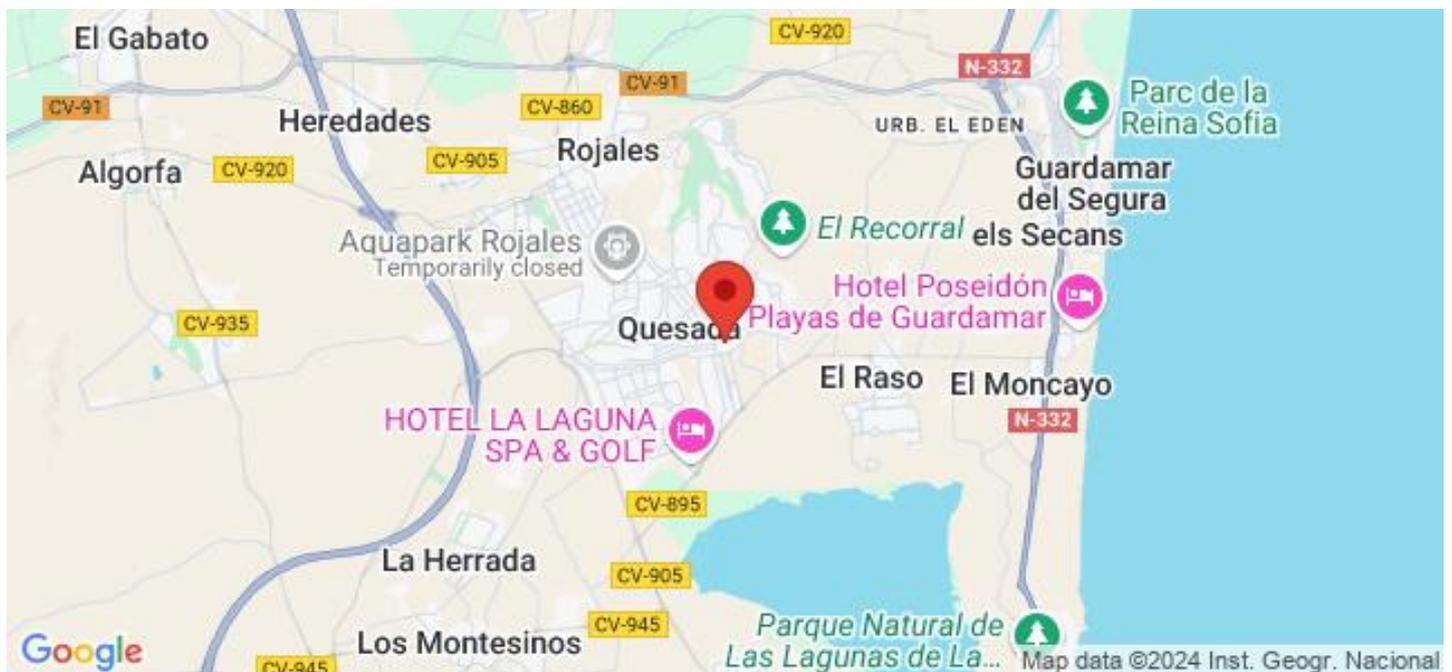 El Gabato
CV-920
N-332
CV-91
CV-91
CV-860
Parc de la
Reina Sofia
Heredades
URB. EL EDEN
Rojales
CV-905
Algorfa
CV-920
Guardamar
del Segura
El Recorral
els Secans
Aquapark Rojales
Temporarily closed
Hotel Poseidón
Playas de Guardamar
CV-935
Quesada
El Raso
El Moncayo
HOTEL LA LAGUNA
SPA & GOLF
N-332
CV-895
La Herrada
CV-905
CV-945
Parque Natural de
Las Lagunas de La...
Los Montesinos
Google
CV-945
Map data ©2024 Inst. Geogr. Nacional